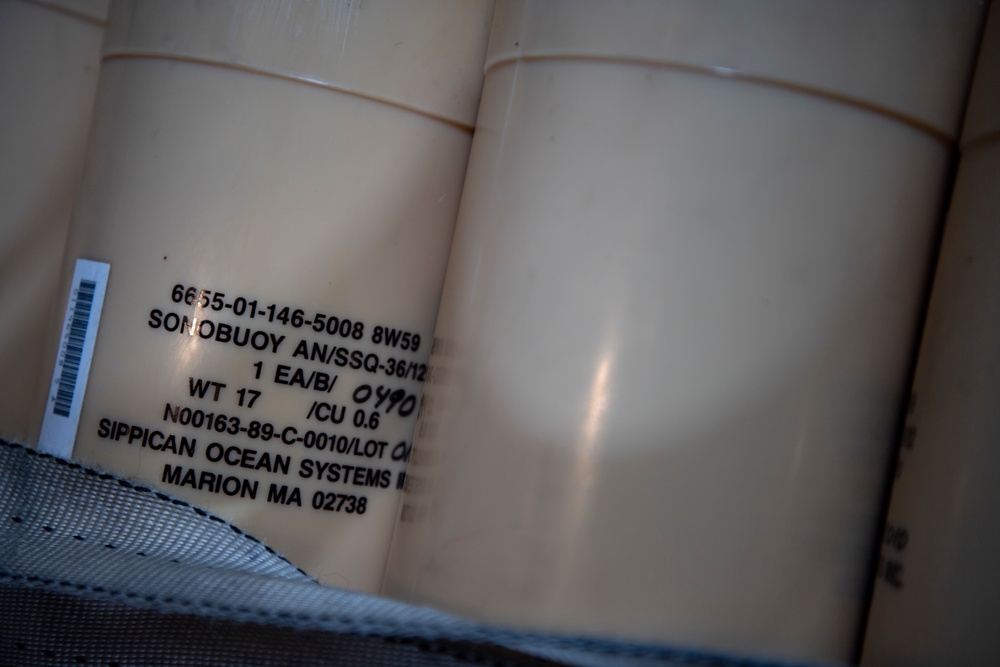 6655-01-146-5008 8W59
SONOBUOY AN/SSQ-36/12
1 EA/B/ 0490
WT 17 /CU 0.6
N00163-89-C-0010/LOT
SIPPICAN OCEAN SYSTEMS
MARION MA 02738